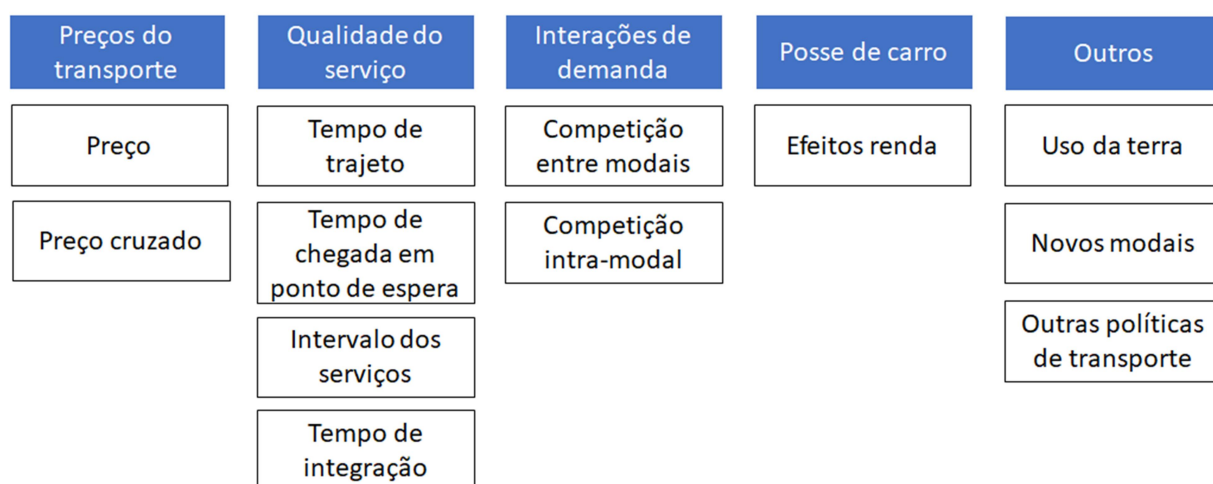 Preços do
transporte
Preço
Preço cruzado
Qualidade do
serviço
Tempo de
trajeto
Tempo de
chegada em
ponto de espera
Intervalo dos
serviços
Tempo de
integração
Interações de
demanda
Competição
entre modais
Competição
intra-modal
Posse de carro
Efeitos renda
Outros
Uso da terra
Novos modais
Outras políticas
de transporte